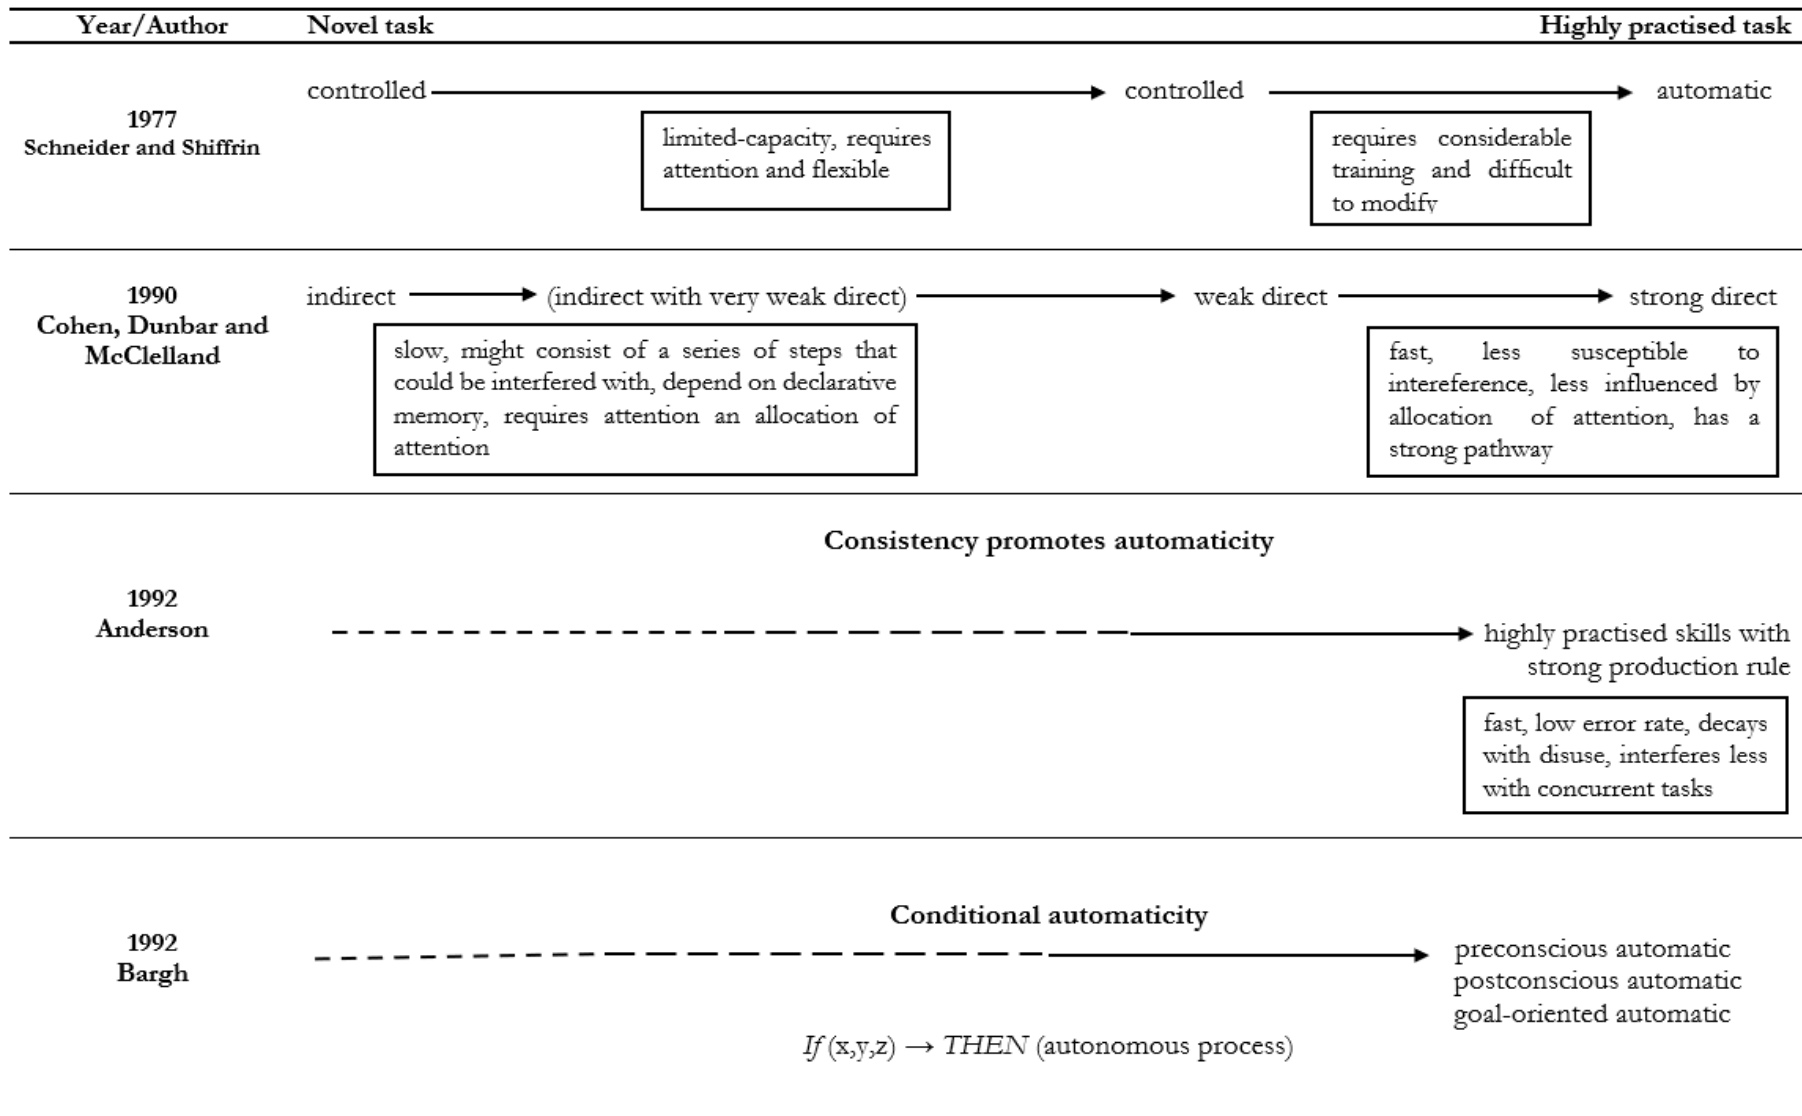 Year/Author Novel task Highly practised task
controlled controlled automatic
1977
Schneider and Shiffrin
limited-capacity, requires
attention and flexible
requires considerable
training and difficult
to modify
1990
Cohen, Dunbar and
McClelland
indirect (indirect with very weak direct) weak direct strong direct
slow, might consist of a series of steps that
could be interfered with, depend on declarative
memory, requires attention an allocation of
attention
fast, less susceptible to
intereference, less influenced by
allocation of attention, has a
strong pathway
Consistency promotes automaticity
1992
Anderson
highly practised skills with
strong production rule
fast, low error rate, decays
with disuse, interferes less
with concurrent tasks
Conditional automaticity
1992
Bargh
preconscious automatic
postconscious automatic
goal-oriented automatic
If (x,y,z) → THEN (autonomous process)